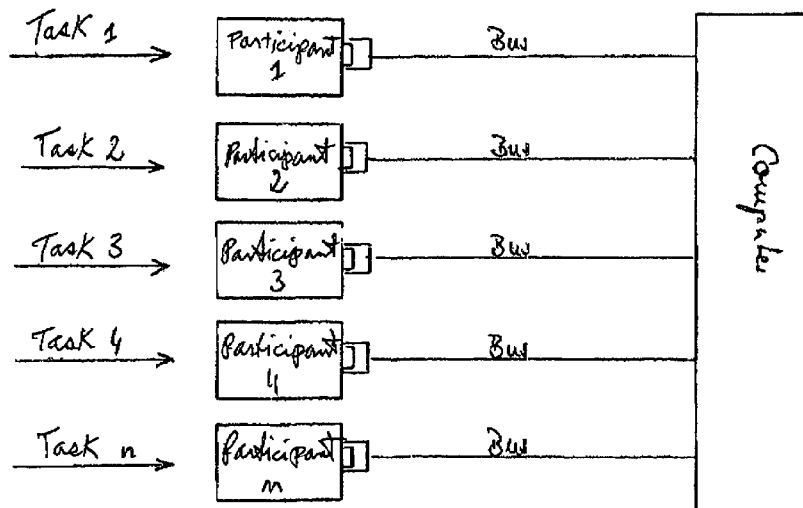 Task 1
Participant
1
Bus
Task 2
Participant
2
Bus
Task 3
Participant
3
Bus
Task 4
Participant
4
Bus
Task n
Participant
n
Bus
Computer